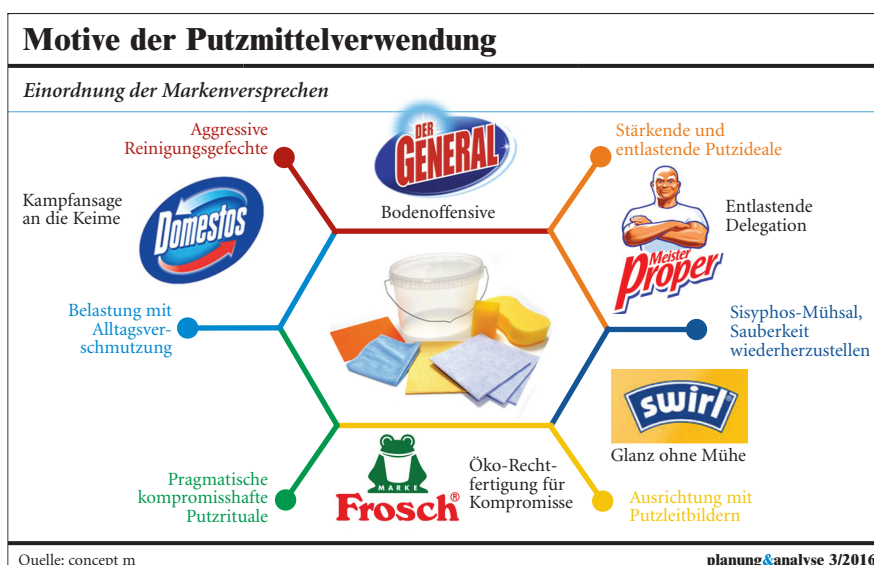 Motive der Putzmittelverwendung
Einordnung der Markenversprechen
Aggressive
Reinigungsgefechte
DER
GENERAL
Bodenoffensive
Stärkende und
entlastende Putzideale
Kampfansage
an die Keime
Domestos
Meister
Proper
Entlastende
Delegation
Belastung mit
Alltagsver-
schmutzung
Sisyphos-Mühsal,
Sauberkeit
wiederherzustellen
swirl
Glanz ohne Mühe
Pragmatische
kompromisshafte
Putzrituale
MARKE
Frosch®
Öko-Recht-
fertigung für
Kompromisse
Ausrichtung mit
Putzleitbildern
Quelle: concept m
planung&analyse 3/2016